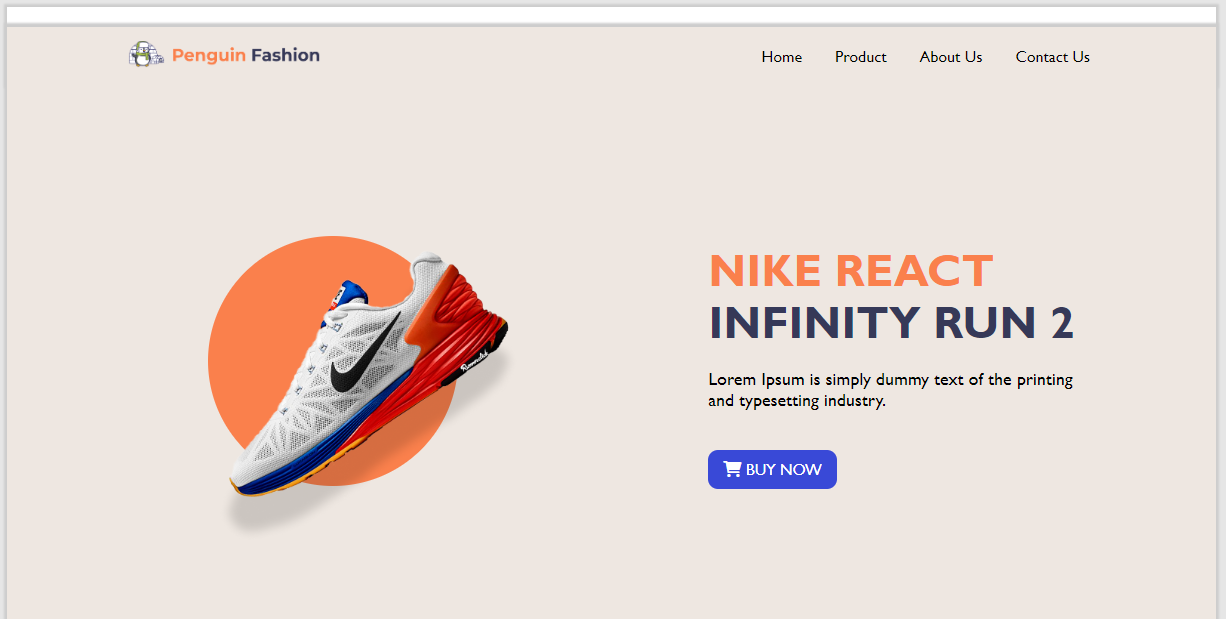 Penguin Fashion
Home Product About Us Contact Us
NIKE REACT
INFINITY RUN 2
Lorem Ipsum is simply dummy text of the printing
and typesetting industry.
BUY NOW